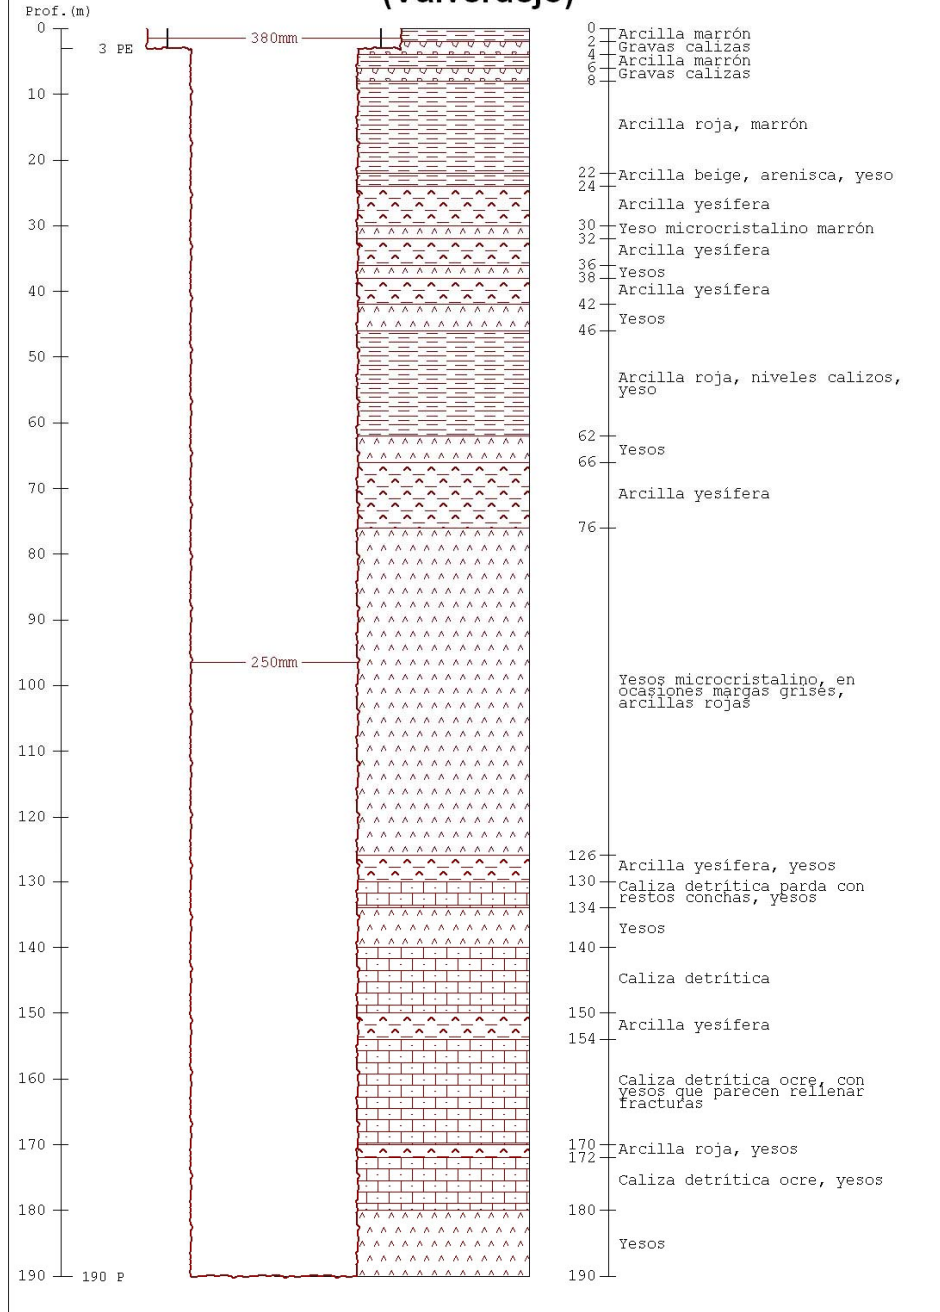 (Valverdejo)
Prof.(m)
0
380mm
0
Arcilla marrón
2
Gravas calizas
3 PE
4
Arcilla marrón
6
Gravas calizas
8
10
Arcilla roja, marrón
20
22
Arcilla beige, arenisca, yeso
24
Arcilla yesífera
30
30
Yeso microcristalino marrón
32
Arcilla yesífera
36
Yesos
38
40
Arcilla yesífera
42
Yesos
46
50
Arcilla roja, niveles calizos,
yeso
60
62
Yesos
66
70
Arcilla yesífera
76
80
90
250mm
100
Yesos microcristalino, en
ocasiones margas grises,
arcillas rojas
110
120
126
Arcilla yesífera, yesos
130
130
Caliza detrítica parda con
restos conchas, yesos
134
Yesos
140
140
Caliza detrítica
150
150
Arcilla yesífera
154
160
Caliza detrítica ocre, con
yesos que parecen rellenar
fracturas
170
170
Arcilla roja, yesos
172
Caliza detrítica ocre, yesos
180
180
Yesos
190
190 P
190